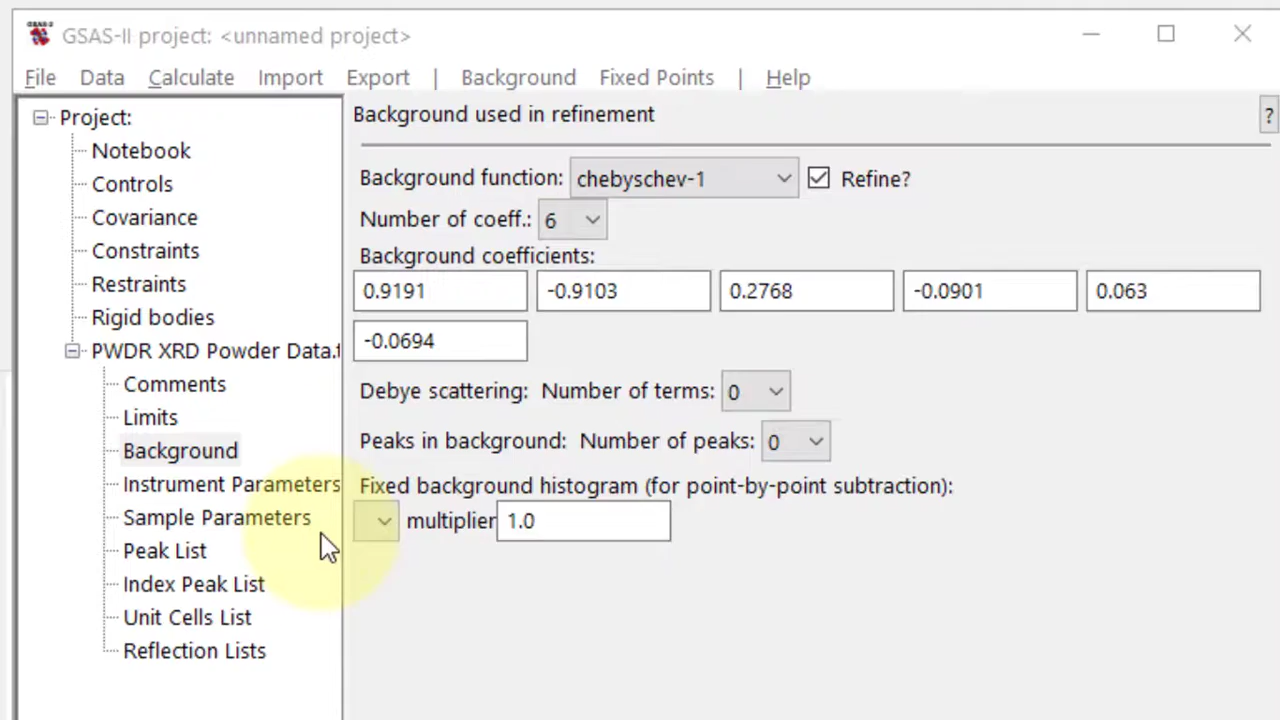 GSAS-II project: <unnamed project>
File Data Calculate Import Export | Background Fixed Points | Help
Project:
Notebook
Controls
Covariance
Constraints
Restraints
Rigid bodies
PWDR XRD Powder Data.t
Comments
Limits
Background
Instrument Parameters
Sample Parameters
Peak List
Index Peak List
Unit Cells List
Reflection Lists
Background used in refinement
?
Background function: chebyschev-1 Refine?
Number of coeff.: 6
Background coefficients:
0.9191 -0.9103 0.2768 -0.0901 0.063
-0.0694
Debye scattering: Number of terms: 0
Peaks in background: Number of peaks: 0
Fixed background histogram (for point-by-point subtraction):
multiplier 1.0